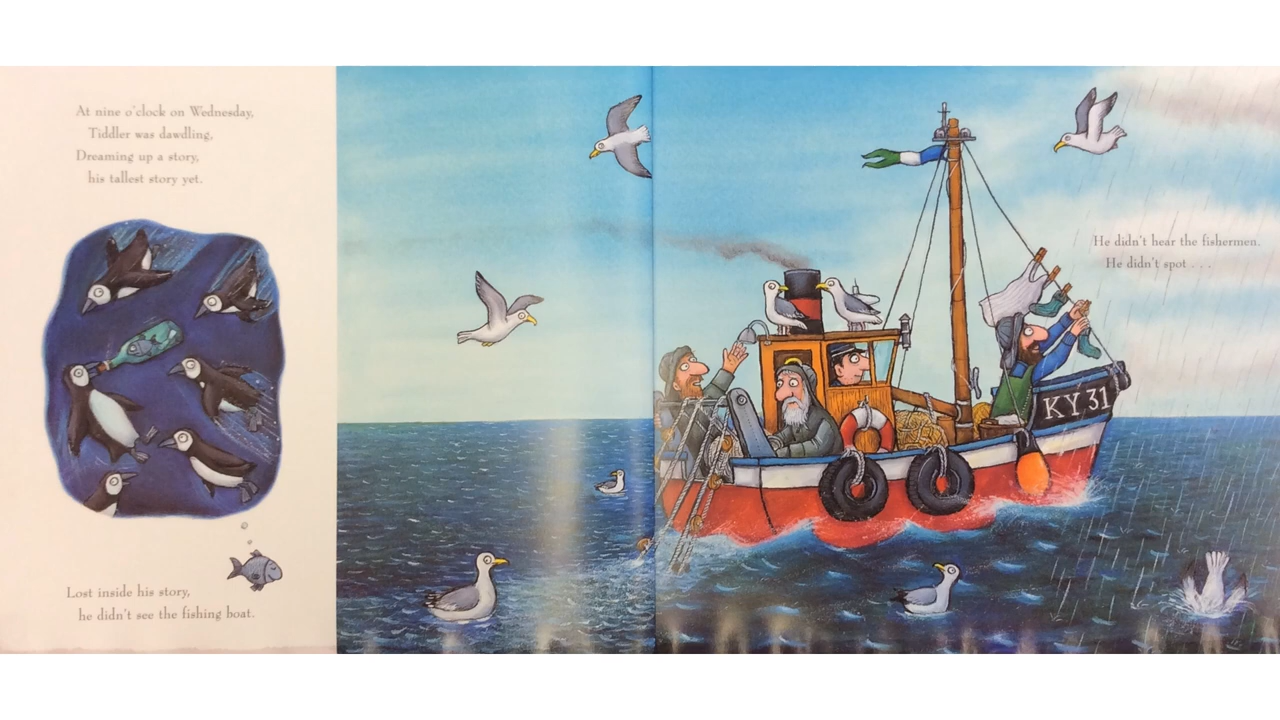 At nine o'clock on Wednesday,
Tiddler was dawdling,
Dreaming up a story,
his tallest story yet.
Lost inside his story,
he didn't see the fishing boat.
KY 31
He didn't hear the fishermen.
He didn't spot . . .